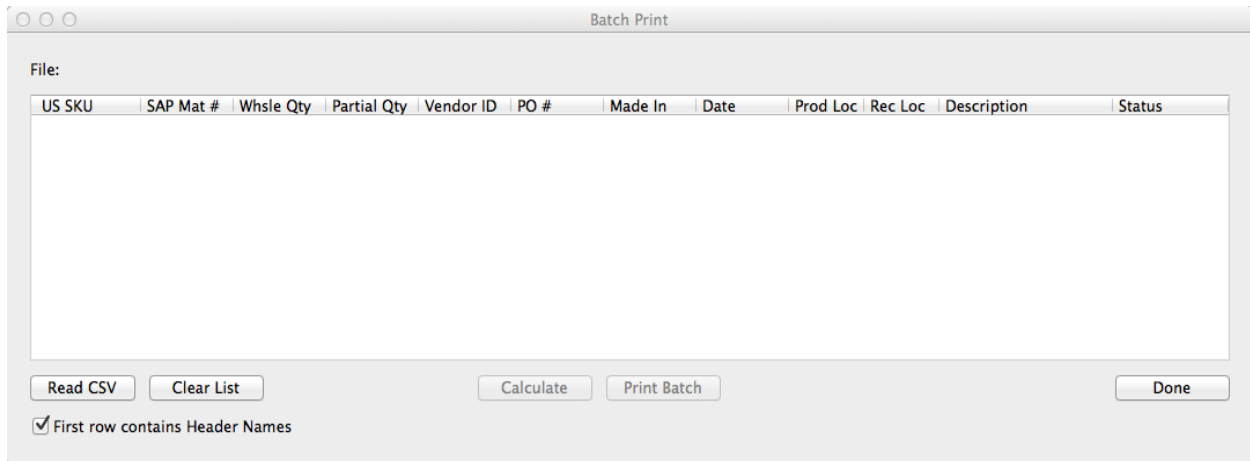 Batch Print
File:
US SKU SAP Mat # Whsle Qty Partial Qty Vendor ID PO # Made In Date Prod Loc Rec Loc Description Status
Read CSV Clear List Calculate Print Batch Done
First row contains Header Names